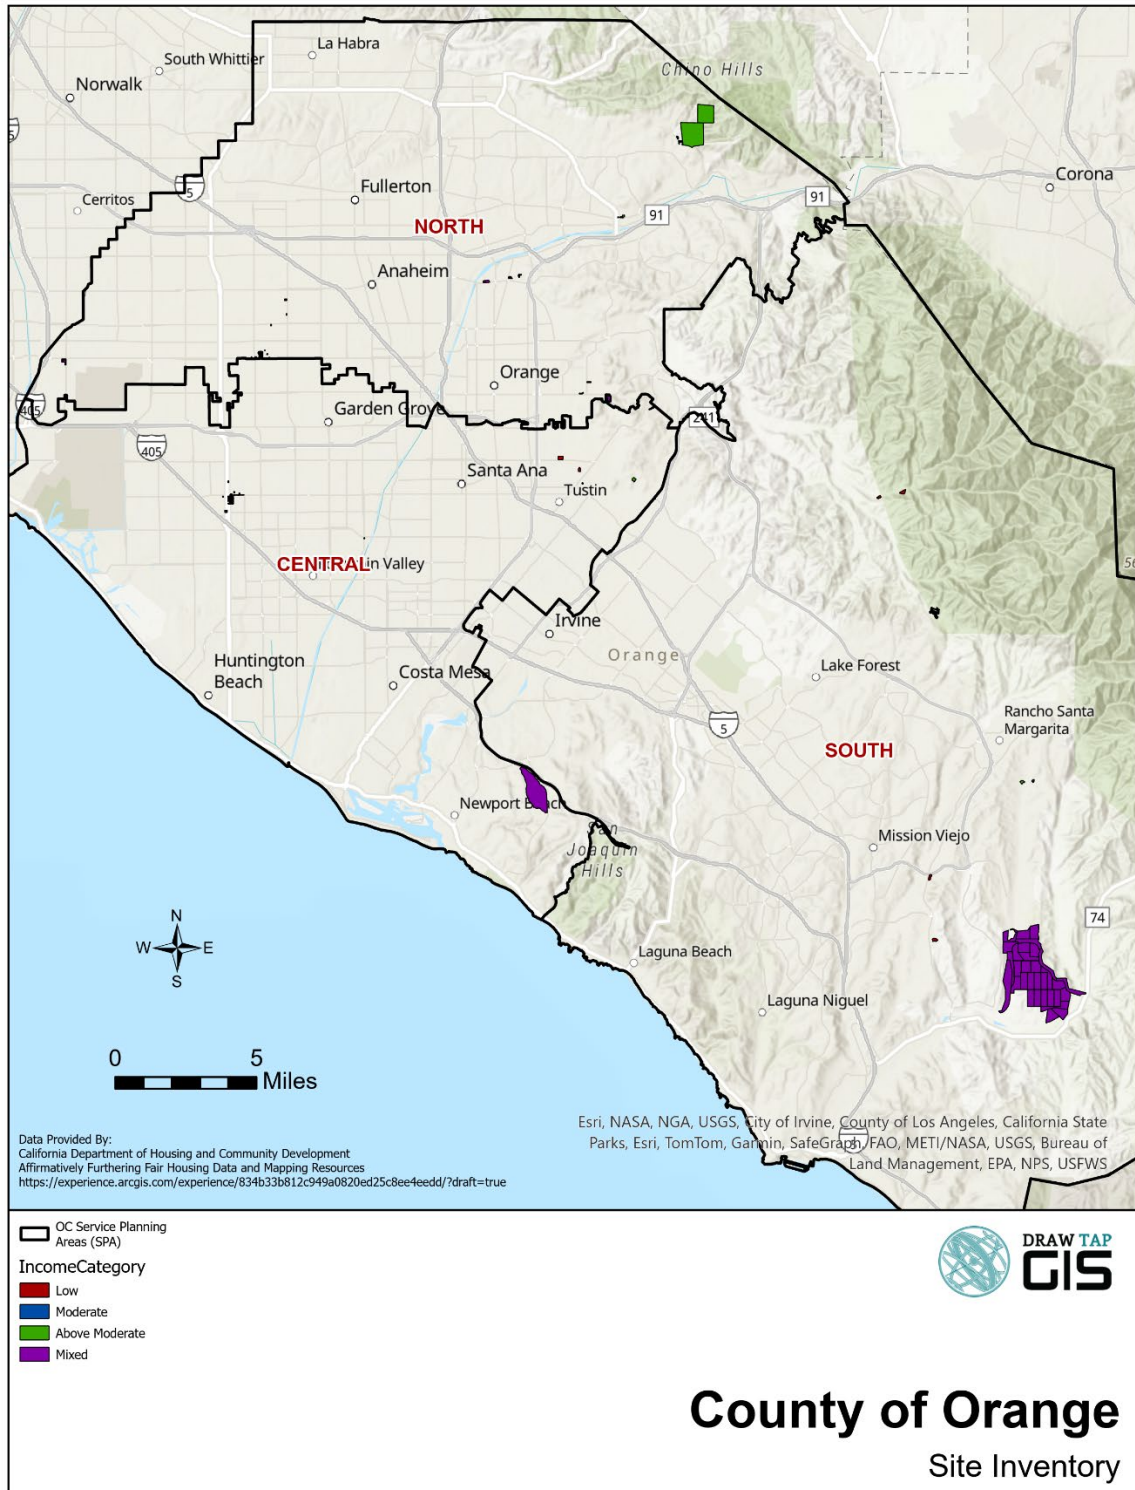 La Habra
South Whittier
Chino Hills
Norwalk
5
Corona
Fullerton
5
Cerritos
91
91
NORTH
Anaheim
Orange
405
Garden Grove
241
405
Santa Ana
Tustin
CENTRAL
in Valley
Irvine
Orange
Huntington
Beach
Costa Mesa
Lake Forest
Rancho Santa
Margarita
5
SOUTH
Newport Beach
San
Joaquin
Hills
Mission Viejo
74
N
W E
S
Laguna Beach
Laguna Niguel
0 5
Miles
Esri, NASA, NGA, USGS, City of Irvine, County of Los Angeles, California State
Parks, Esri, TomTom, Garmin, SafeGraph, FAO, METI/NASA, USGS, Bureau of
Land Management, EPA, NPS, USFWS
Data Provided By:
California Department of Housing and Community Development
Affirmatively Furthering Fair Housing Data and Mapping Resources
https://experience.arcgis.com/experience/834b33b812c949a0820ed25c8ee4eedd/?draft=true
OC Service Planning
Areas (SPA)
IncomeCategory
Low
Moderate
Above Moderate
Mixed
DRAW TAP
GIS
County of Orange
Site Inventory